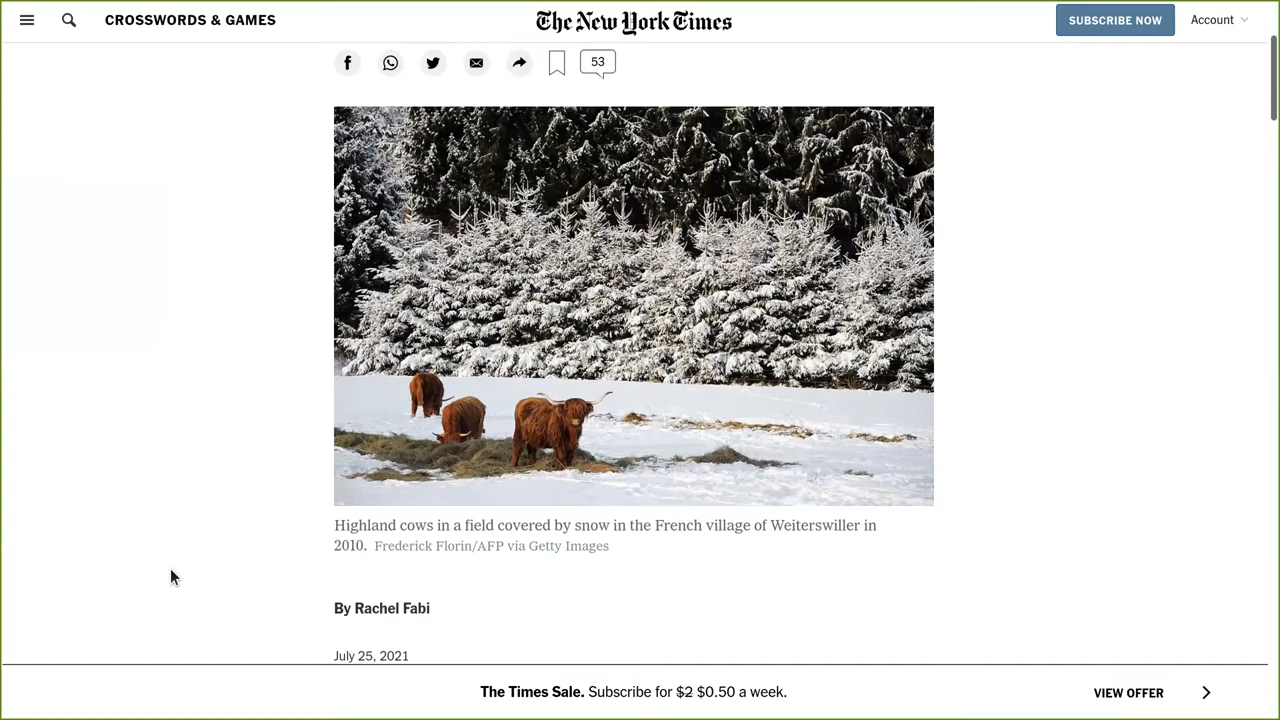 CROSSWORDS & GAMES
The New York Times
SUBSCRIBE NOW
Account
53
Highland cows in a field covered by snow in the French village of Weiterswiller in
2010. Frederick Florin/AFP via Getty Images
By Rachel Fabi
July 25, 2021
The Times Sale. Subscribe for $2 $0.50 a week.
VIEW OFFER